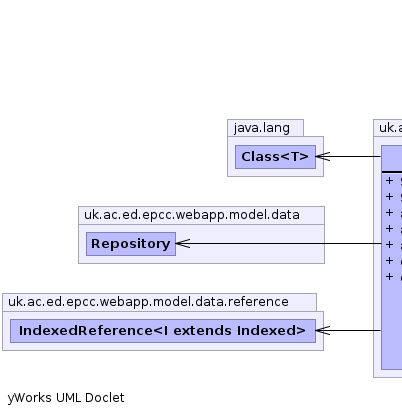 java.lang
uk.a
Class<T>
+
+
uk.ac.ed.epcc.webapp.model.data
+
+
Repository
+
+
+
uk.ac.ed.epcc.webapp.model.data.reference
IndexedReference<I extends Indexed>
yWorks UML Doclet